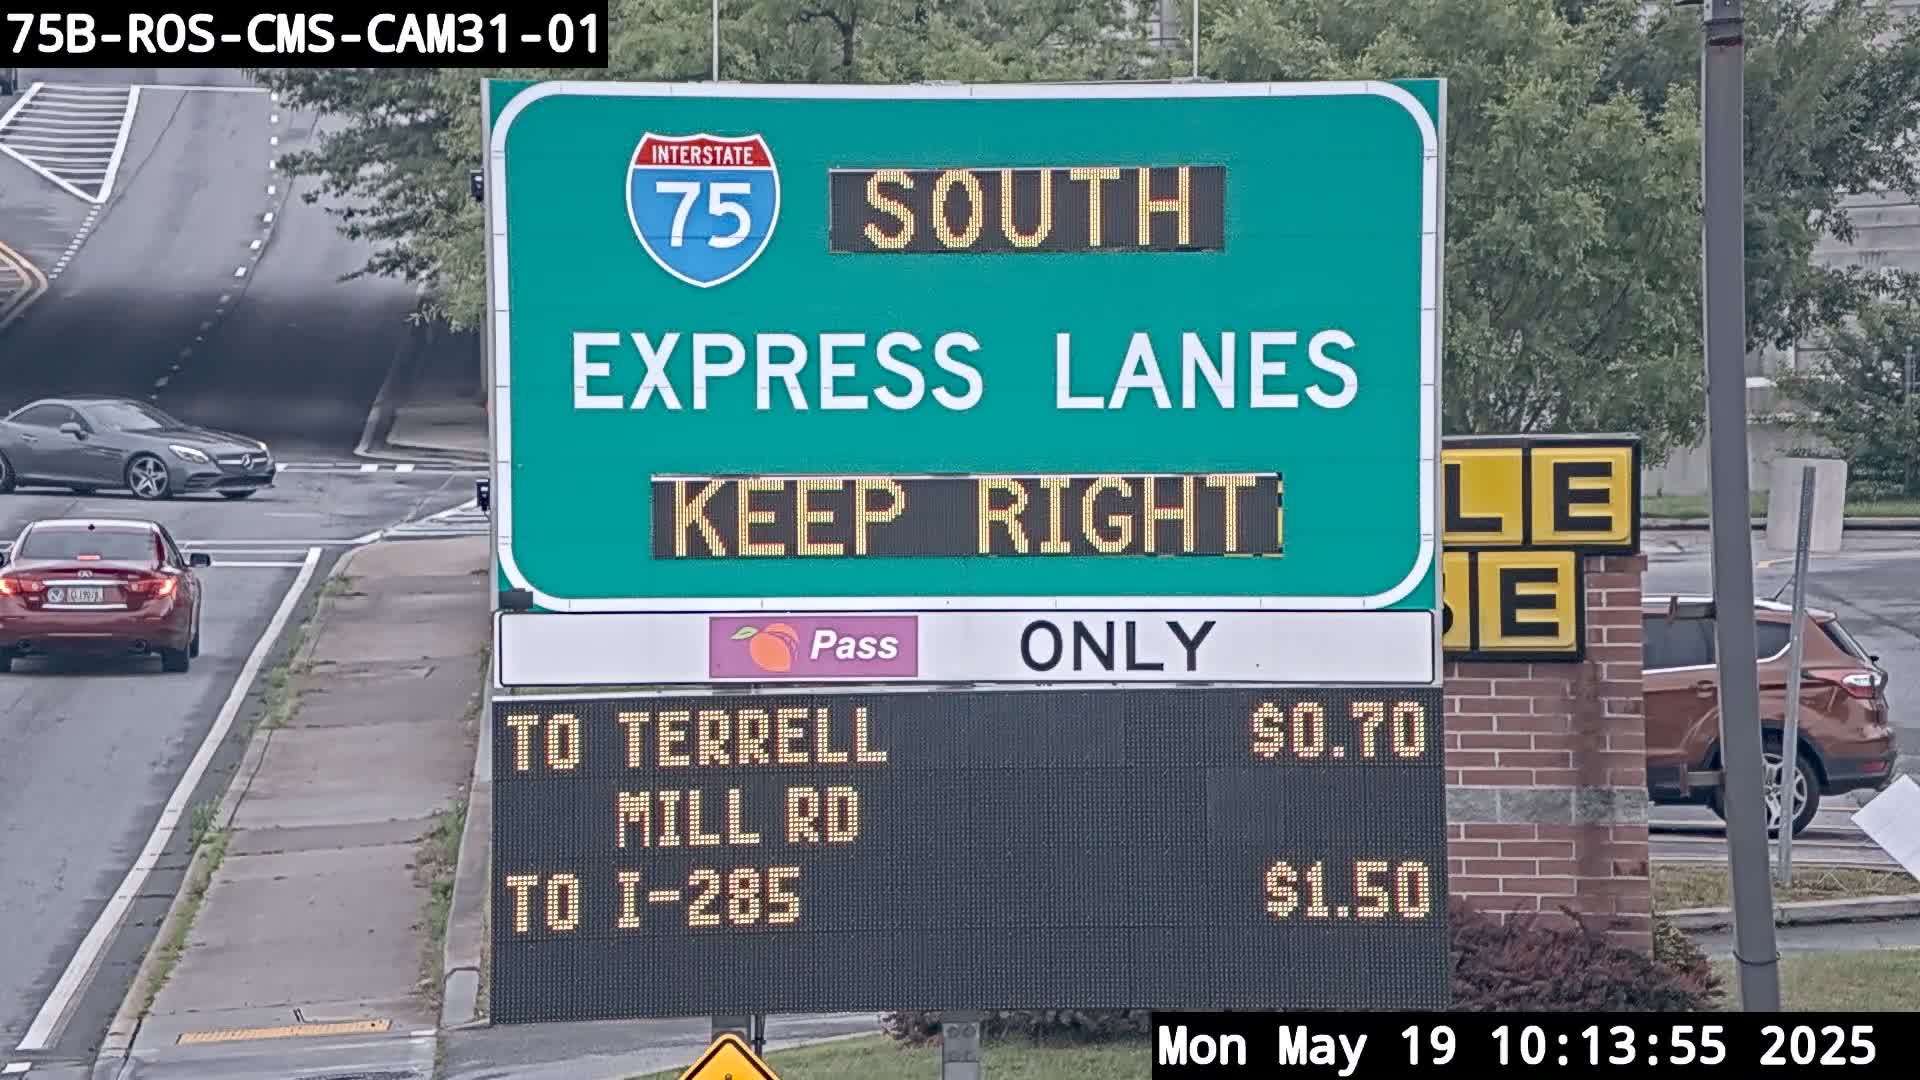 75B-ROS-CMS-CAM31-01
INTERSTATE
75
SOUTH
EXPRESS LANES
KEEP RIGHT
Pass ONLY
LE
E
TO TERRELL $0.70
MILL RD
TO I-285 $1.50
Mon May 19 10:13:55 2025